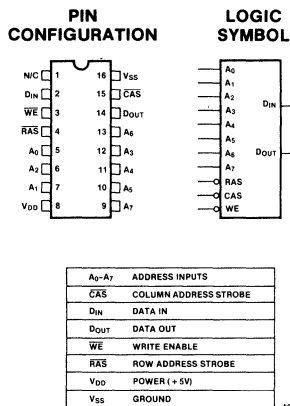 PIN CONFIGURATION
LOGIC SYMBOL
N/C 1 16 VSS
DIN 2 15 CAS
WE 3 14 DOUT
RAS 4 13 A6
A0 5 12 A3
A2 6 11 A4
A1 7 10 A5
VDD 8 9 A7
A0
A1
A2
A3
A4
A5
A6
A7
RAS
CAS
WE
DIN
DOUT
A0-A7 ADDRESS INPUTS
CAS COLUMN ADDRESS STROBE
DIN DATA IN
DOUT DATA OUT
WE WRITE ENABLE
RAS ROW ADDRESS STROBE
VDD POWER (+5V)
VSS GROUND